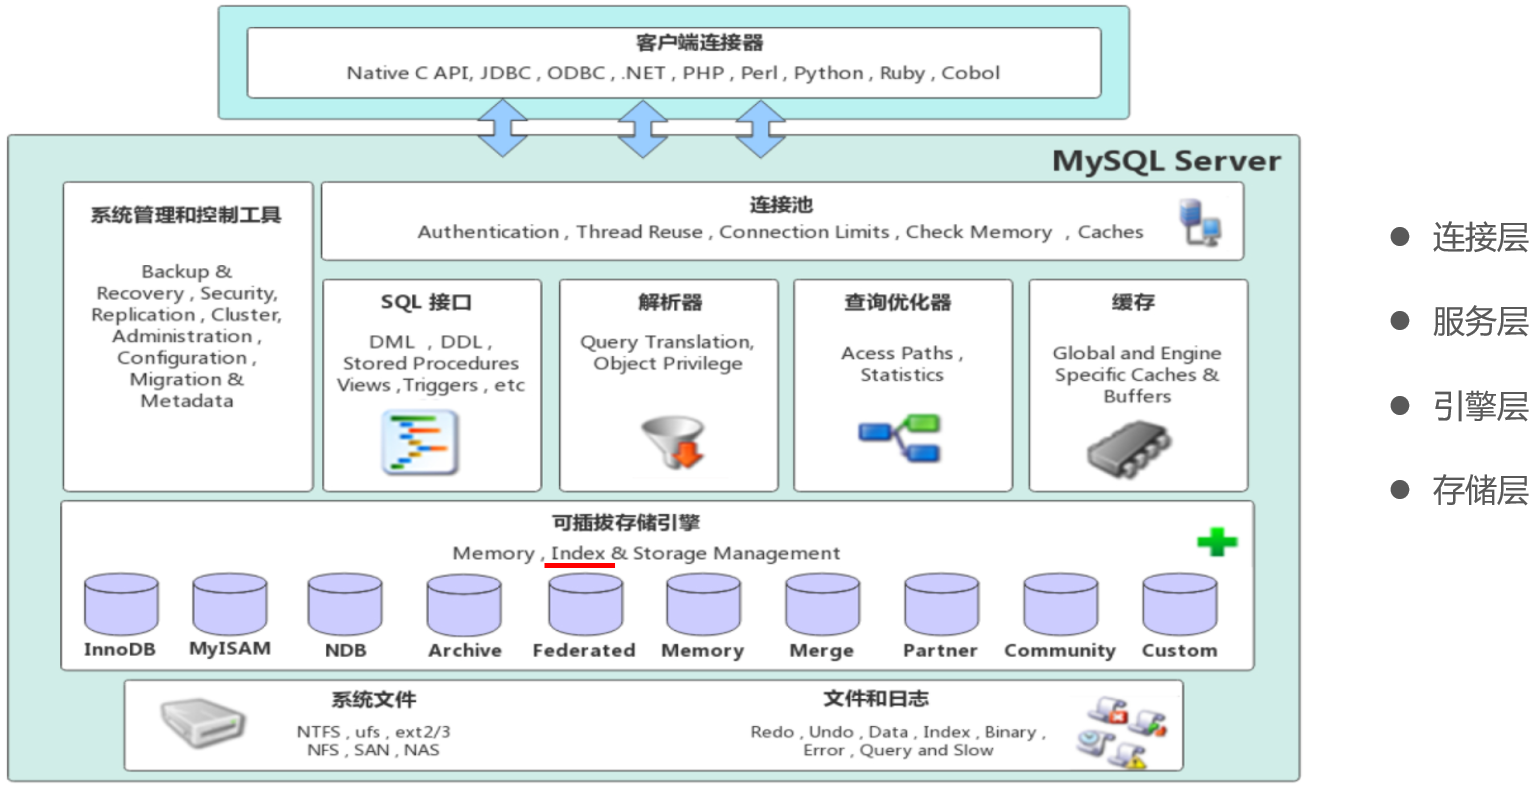 客户端连接器
Native C API, JDBC , ODBC , .NET , PHP , Perl , Python , Ruby , Cobol
MySQL Server
系统管理和控制工具
Backup &
Recovery , Security,
Replication , Cluster,
Administration ,
Configuration ,
Migration &
Metadata
连接池
Authentication , Thread Reuse , Connection Limits , Check Memory , Caches
SQL 接口
DML , DDL ,
Stored Procedures
Views ,Triggers , etc
解析器
Query Translation,
Object Privilege
查询优化器
Acess Paths ,
Statistics
缓存
Global and Engine
Specific Caches &
Buffers
可插拔存储引擎
Memory , Index & Storage Management
InnoDB
MyISAM
NDB
Archive
Federated
Memory
Merge
Partner
Community
Custom
系统文件
NTFS , ufs , ext2/3
NFS , SAN , NAS
文件和日志
Redo , Undo , Data , Index , Binary ,
Error , Query and Slow
● 连接层
● 服务层
● 引擎层
● 存储层